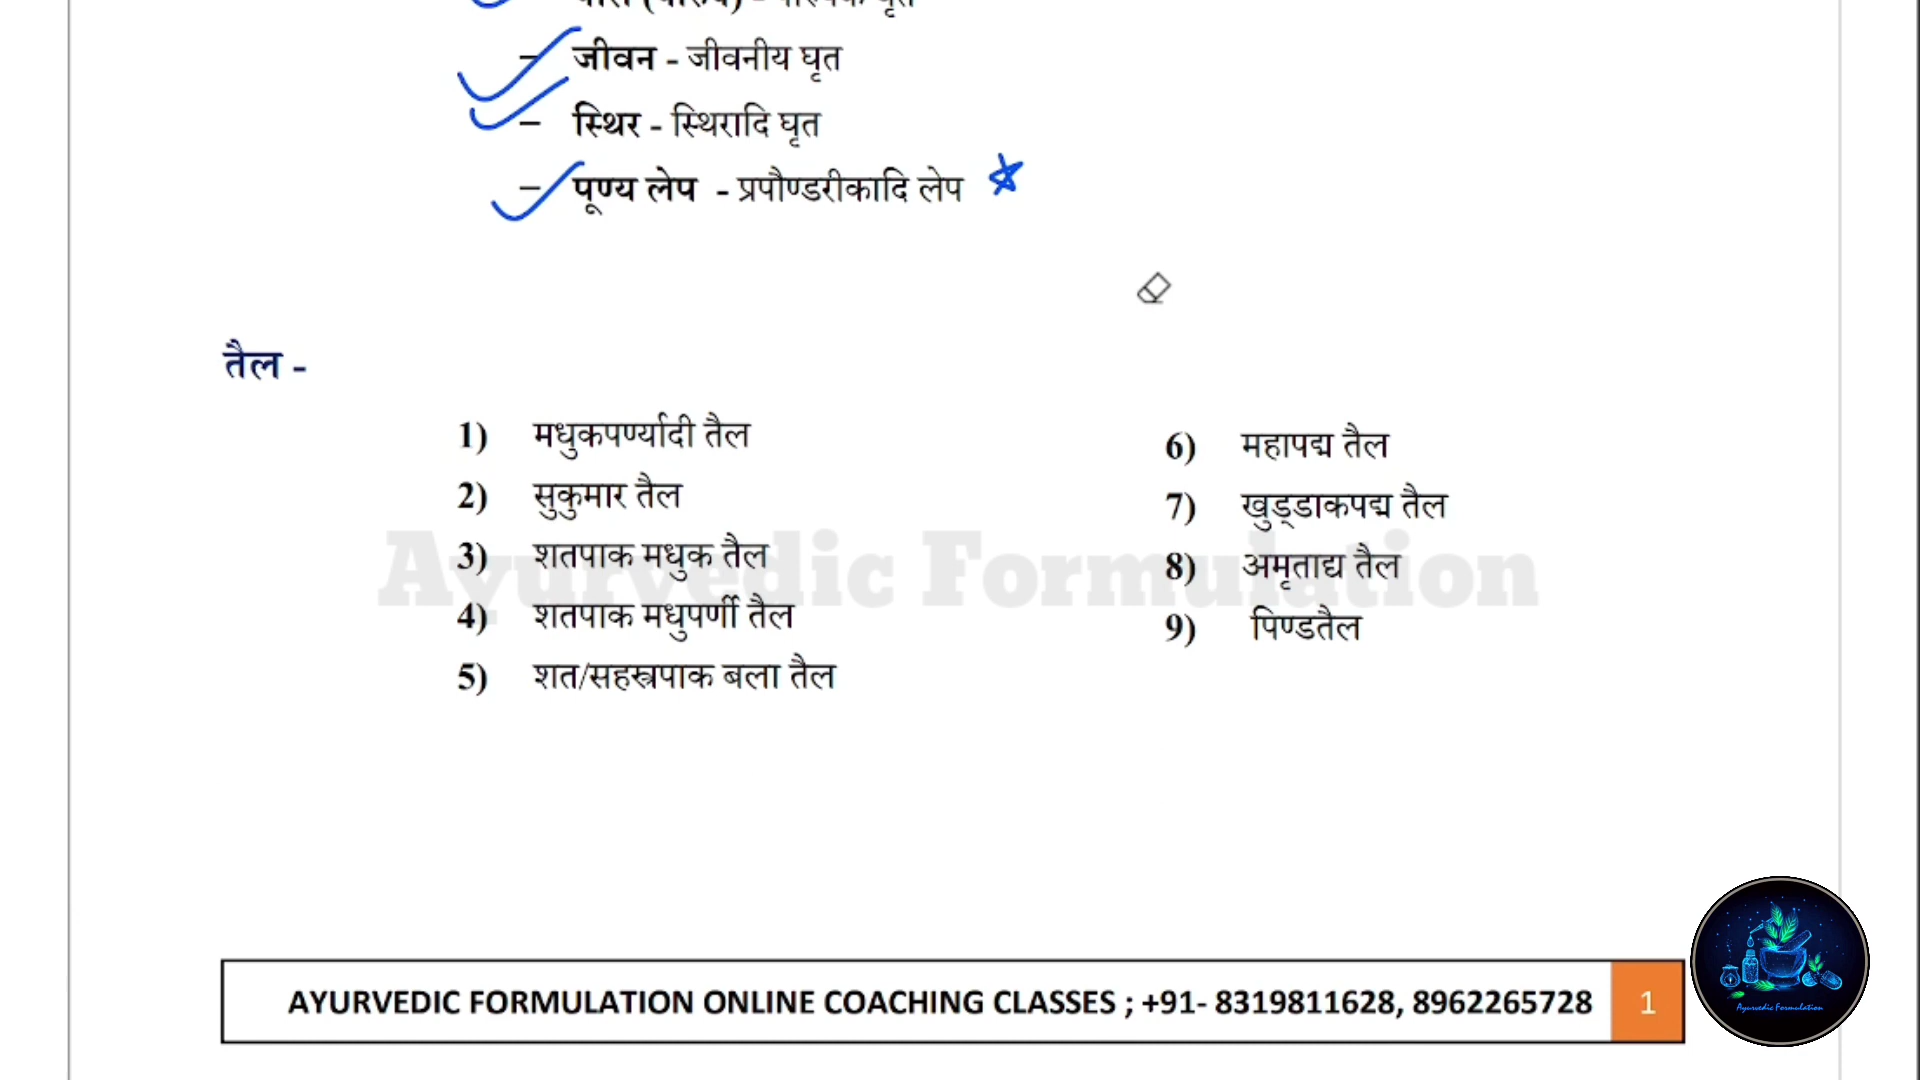 – जीवन - जीवनीय घृत
– स्थिर - स्थिरादि घृत
– पूण्य लेप - प्रपौण्डरीकादि लेप
तैल -
1) मधुकपर्ण्यादी तैल
2) सुकुमार तैल
3) शतपाक मधुक तैल
4) शतपाक मधुपर्णी तैल
5) शत/सहस्त्रपाक बला तैल
6) महापद्म तैल
7) खुड्डाकपद्म तैल
8) अमृताद्य तैल
9) पिण्डतैल
Ayurvedic Formulation
AYURVEDIC FORMULATION ONLINE COACHING CLASSES ; +91- 8319811628, 8962265728 1
Ayurvedic Formulation